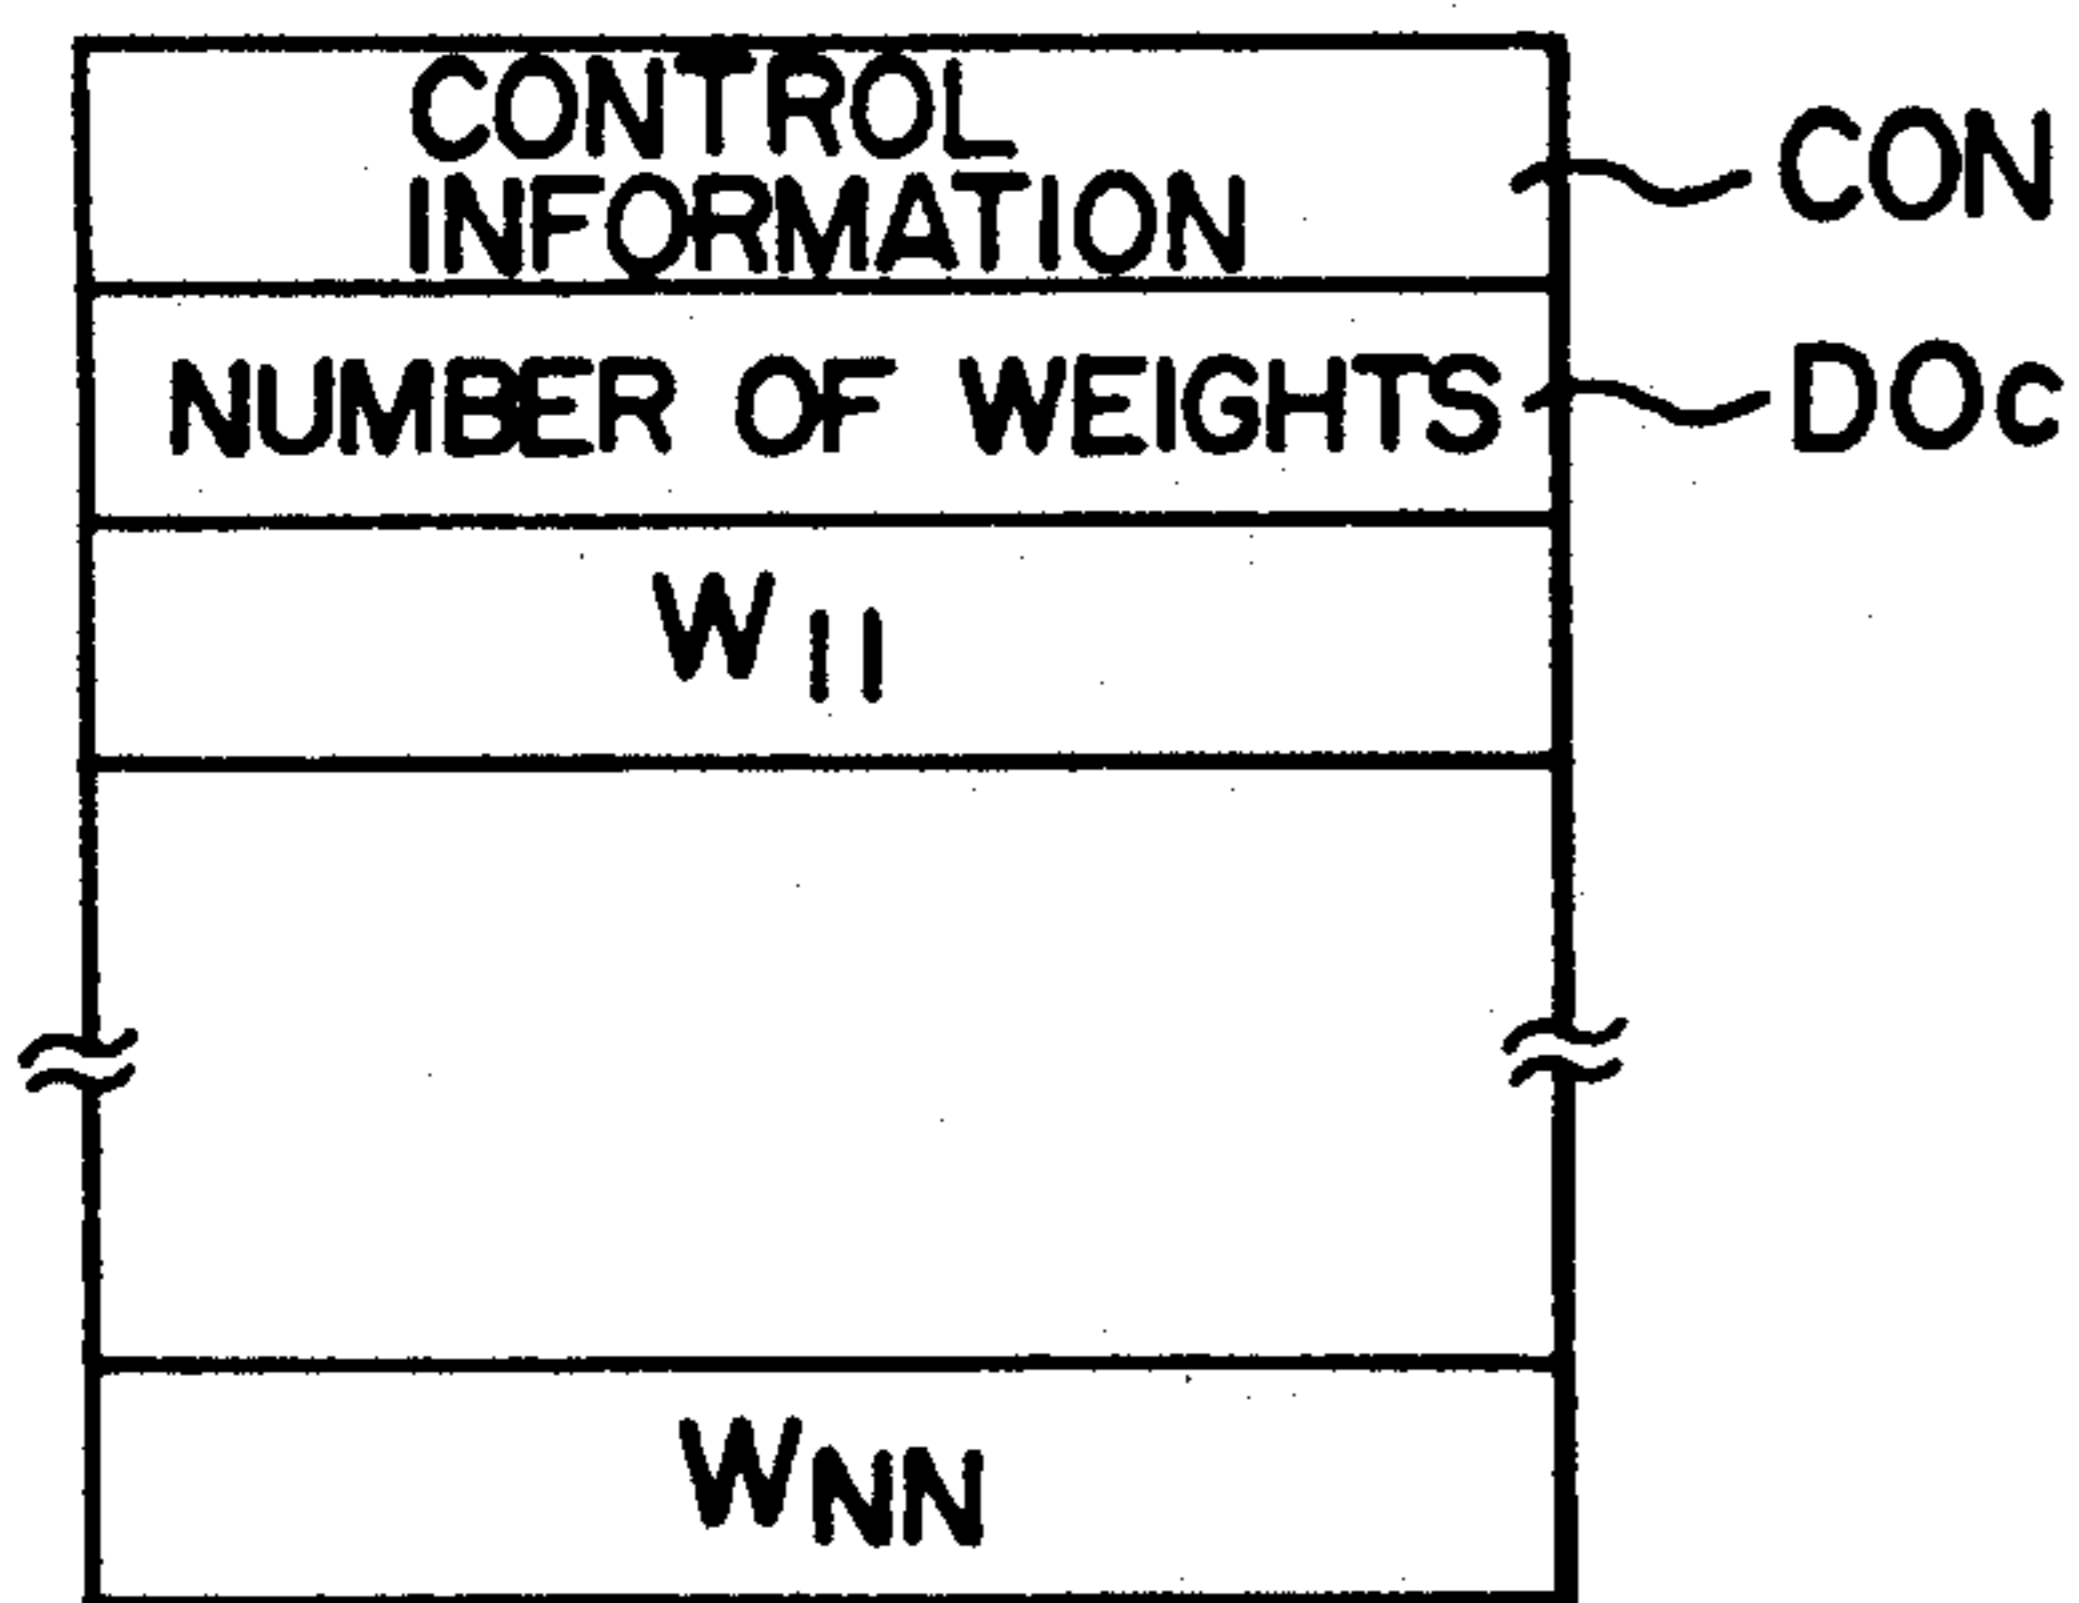 CONTROL
INFORMATION
CON
NUMBER OF WEIGHTS
DOC
W11
WNN